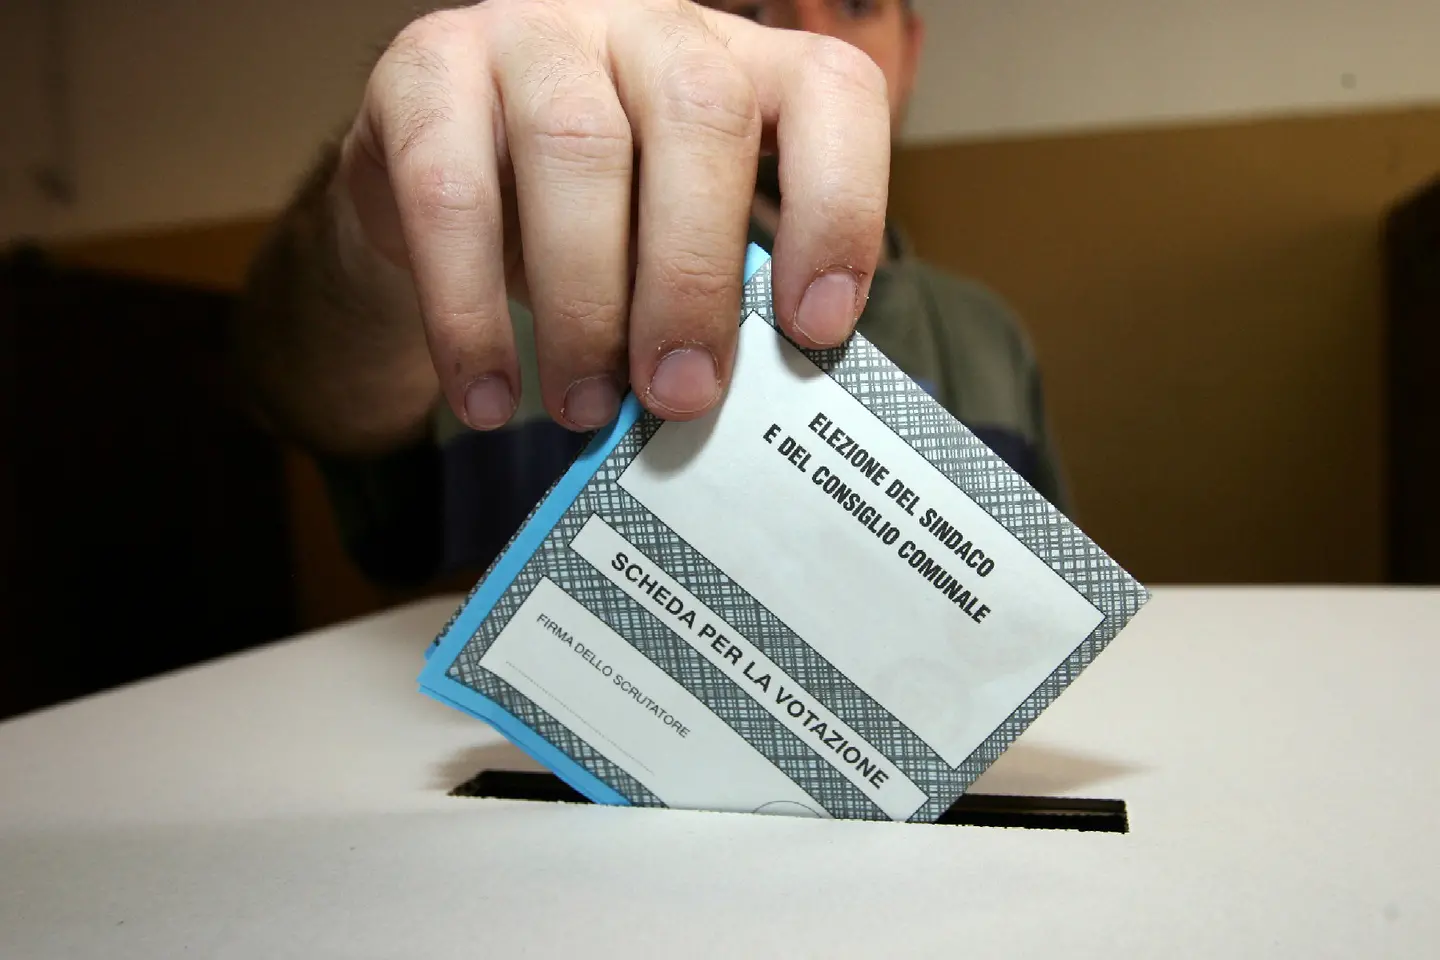 ELEZIONE DEL SINDACO
E DEL CONSIGLIO COMUNALE
SCHEDA PER LA VOTAZIONE
FIRMA DELLO SCRUTATORE